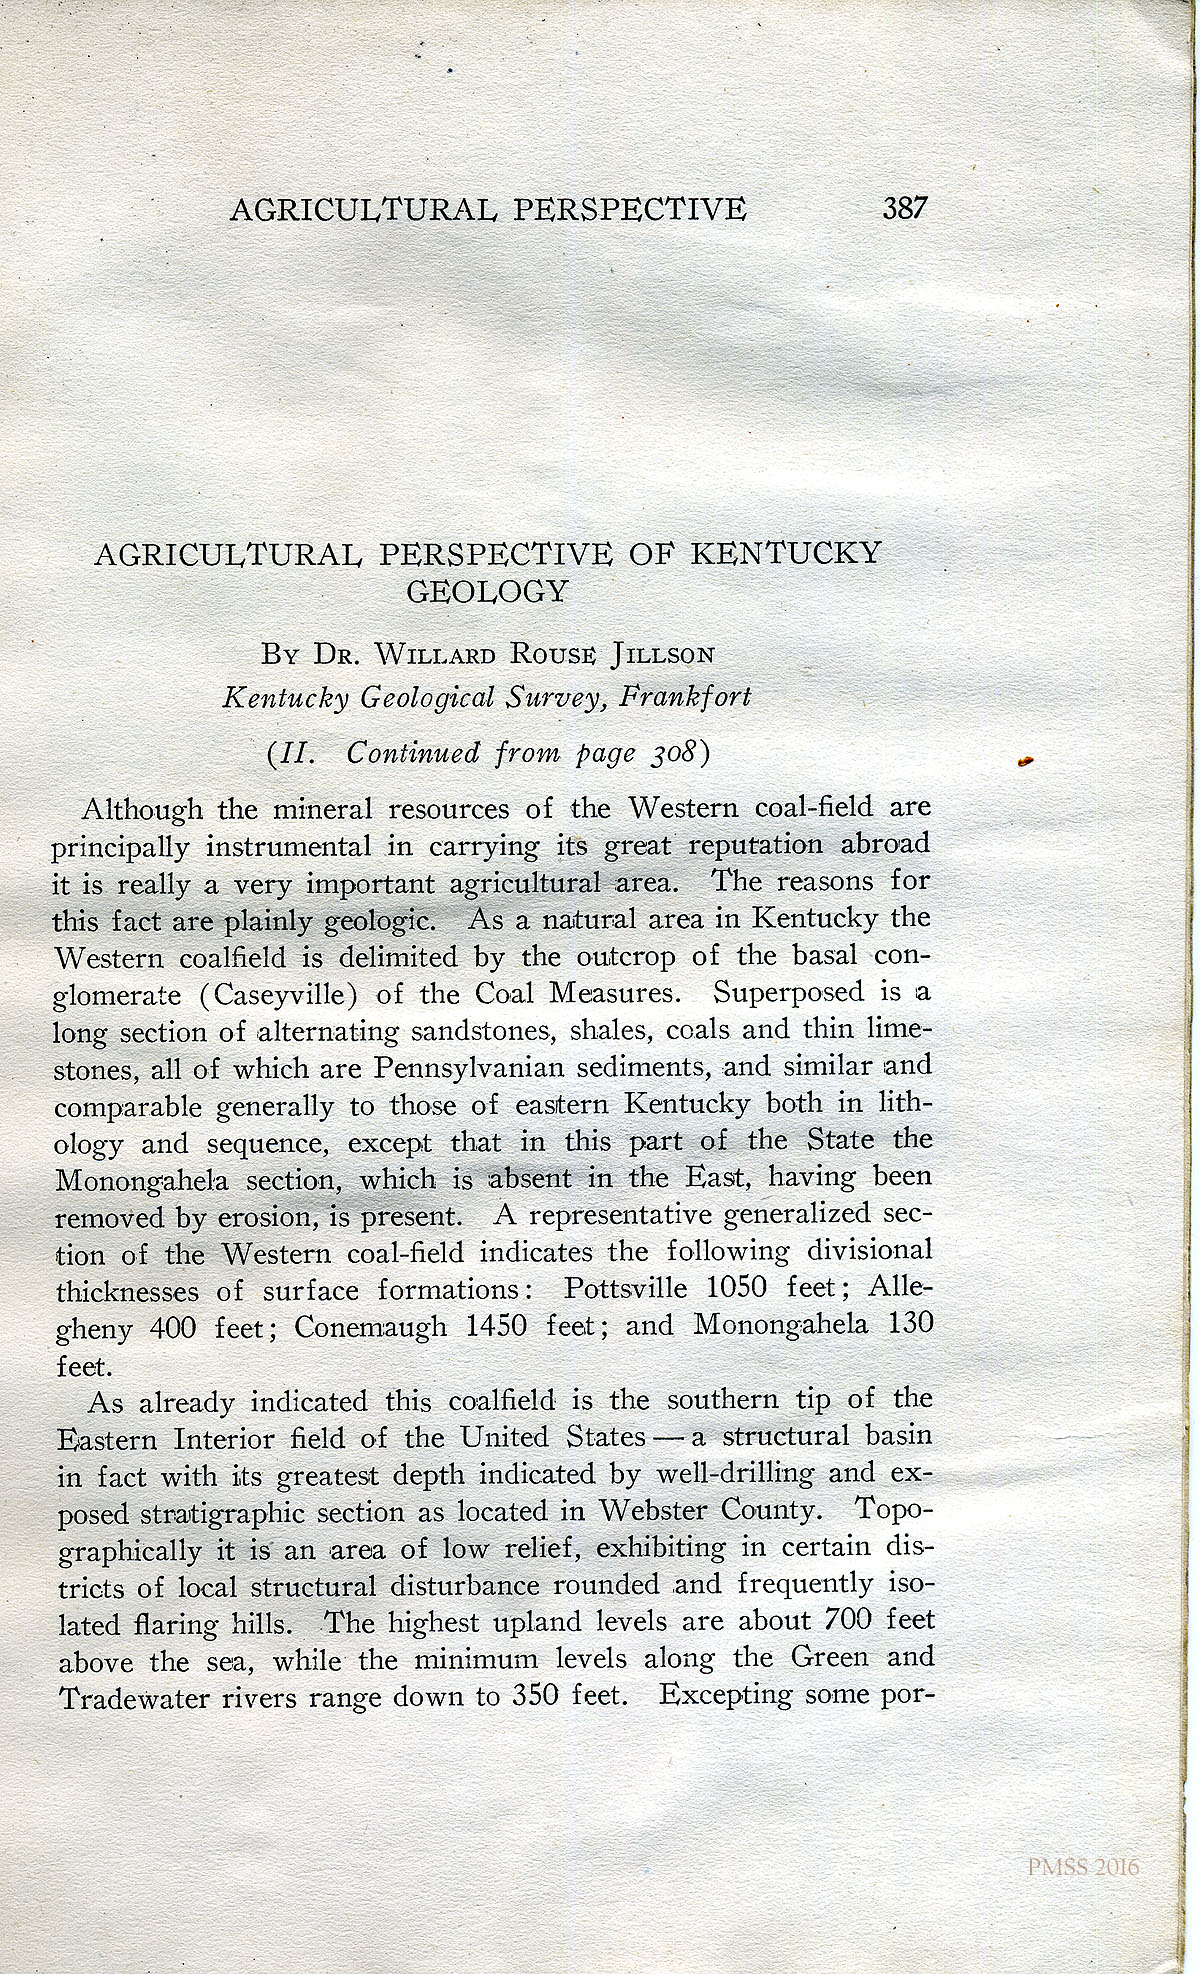 AGRICULTURAL PERSPECTIVE 387
AGRICULTURAL PERSPECTIVE OF KENTUCKY
GEOLOGY
By Dr. Willard Rouse Jillson
Kentucky Geological Survey, Frankfort
(II. Continued from page 308)
Although the mineral resources of the Western coal-field are
principally instrumental in carrying its great reputation abroad
it is really a very important agricultural area. The reasons for
this fact are plainly geologic. As a natural area in Kentucky the
Western coalfield is delimited by the outcrop of the basal con-
glomerate (Caseyville) of the Coal Measures. Superposed is a
long section of alternating sandstones, shales, coals and thin lime-
stones, all of which are Pennsylvanian sediments, and similar and
comparable generally to those of eastern Kentucky both in lith-
ology and sequence, except that in this part of the State the
Monongahela section, which is absent in the East, having been
removed by erosion, is present. A representative generalized sec-
tion of the Western coal-field indicates the following divisional
thicknesses of surface formations: Pottsville 1050 feet; Alle-
gheny 400 feet; Conemaugh 1450 feet; and Monongahela 130
feet.
As already indicated this coalfield is the southern tip of the
Eastern Interior field of the United States — a structural basin
in fact with its greatest depth indicated by well-drilling and ex-
posed stratigraphic section as located in Webster County. Topo-
graphically it is an area of low relief, exhibiting in certain dis-
tricts of local structural disturbance rounded and frequently iso-
lated flaring hills. The highest upland levels are about 700 feet
above the sea, while the minimum levels along the Green and
Tradewater rivers range down to 350 feet. Excepting some por-
PMSS 2016